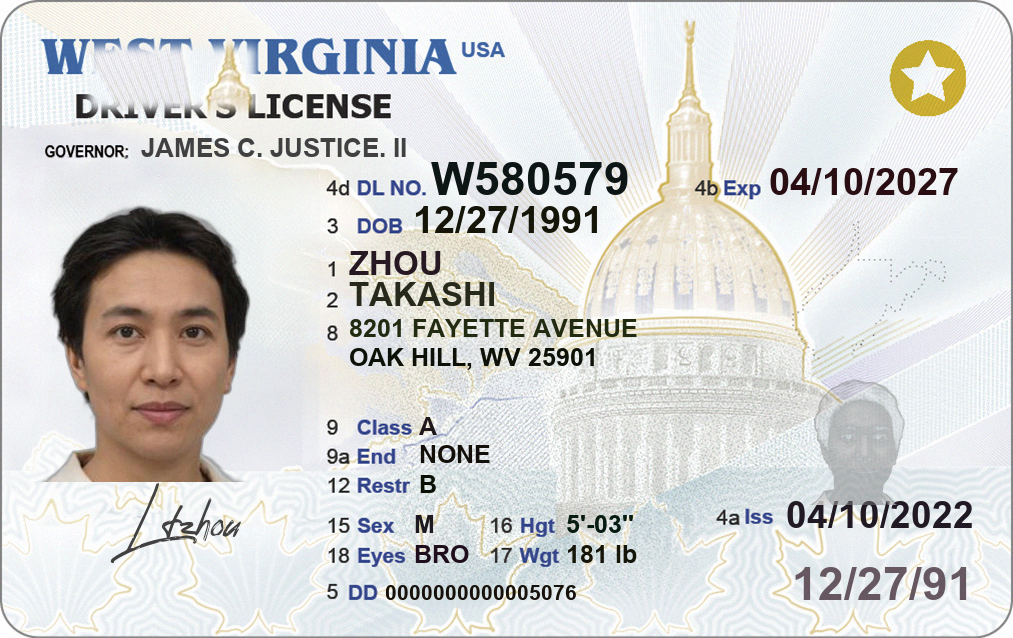 WEST VIRGINIA USA
DRIVER'S LICENSE
GOVERNOR: JAMES C. JUSTICE. II
4d DL NO. W580579
4b Exp 04/10/2027
3 DOB 12/27/1991
1 ZHOU
2 TAKASHI
8 8201 FAYETTE AVENUE
OAK HILL, WV 25901
9 Class A
9a End NONE
12 Restr B
15 Sex M 16 Hgt 5'-03"
4a Iss 04/10/2022
18 Eyes BRO 17 Wgt 181 lb
5 DD 0000000000005076
12/27/91